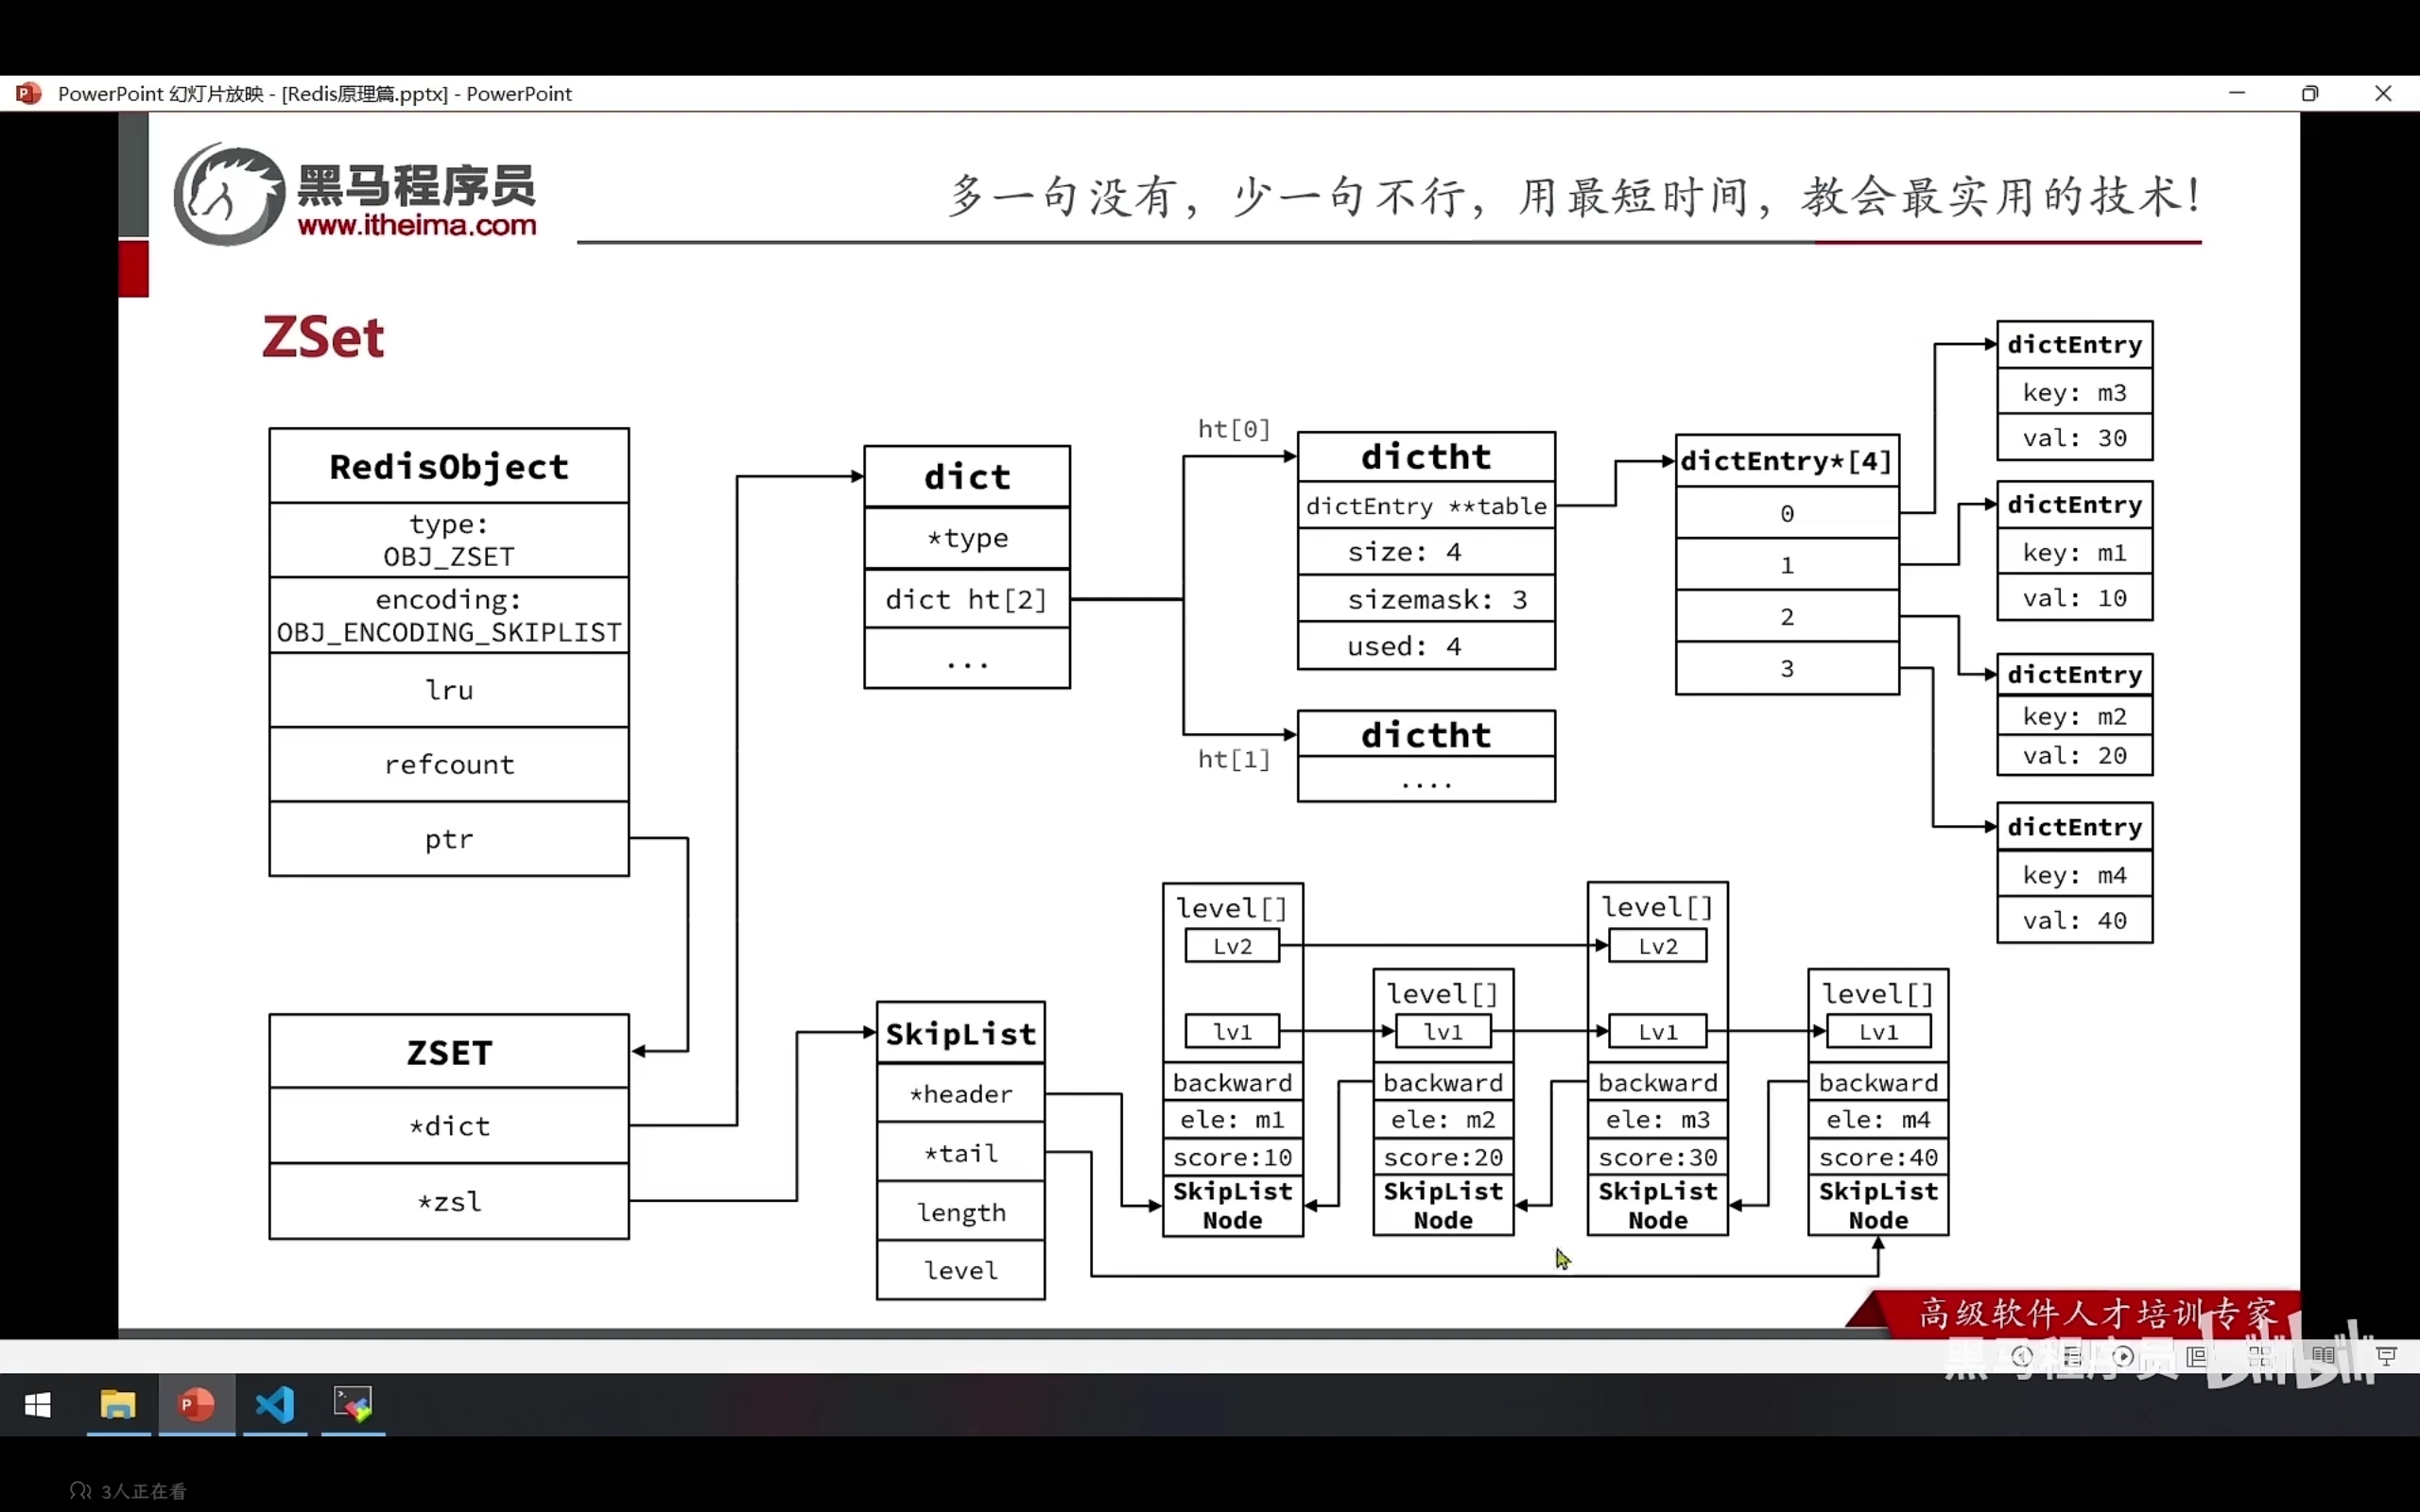 PowerPoint 幻灯片放映 - [Redis原理篇.pptx] - PowerPoint
黑马程序员
www.itheima.com
多一句没有，少一句不行，用最短时间，教会最实用的技术！
ZSet
RedisObject
type:
OBJ_ZSET
encoding:
OBJ_ENCODING_SKIPLIST
lru
refcount
ptr
ZSET
*dict
*zsl
dict
*type
dict ht[2]
...
ht[0]
ht[1]
dictht
dictEntry **table
size: 4
sizemask: 3
used: 4
dictht
....
dictEntry*[4]
0
1
2
3
dictEntry
key: m3
val: 30
dictEntry
key: m1
val: 10
dictEntry
key: m2
val: 20
dictEntry
key: m4
val: 40
SkipList
*header
*tail
length
level
level[]
Lv2
lv1
backward
ele: m1
score:10
SkipList
Node
level[]
lv1
backward
ele: m2
score:20
SkipList
Node
level[]
Lv2
Lv1
backward
ele: m3
score:30
SkipList
Node
level[]
Lv1
backward
ele: m4
score:40
SkipList
Node
高级软件人才培训专家
黑马程序员 bilibili
3人正在看